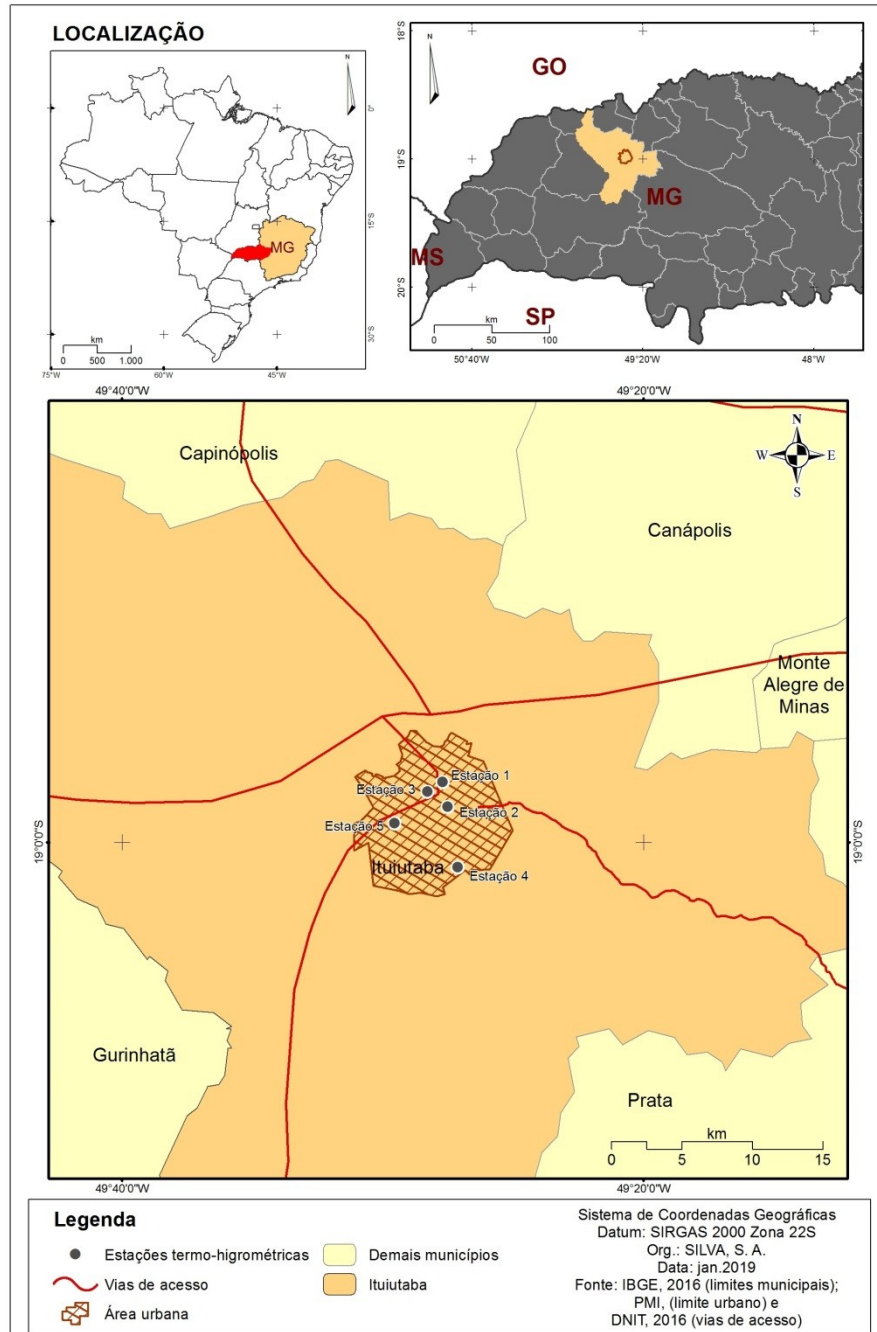 LOCALIZAÇÃO
N
0°
15°S
30°S
MG
km
0 500 1.000
75°W 60°W 45°W
N
18°S
19°S
20°S
GO
MG
MS
SP
km
0 50 100
50°40'W 49°20'W 48°W
49°40'0"W 49°20'0"W
Capinópolis
N
W E
S
Canápolis
Monte
Alegre de
Minas
Estação 1
Estação 3
Estação 2
Estação 5
19°0'0"S 19°0'0"S
Ituiutaba
Estação 4
Gurinhatã
Prata
km
0 5 10 15
49°40'0"W 49°20'0"W
Legenda
Estações termo-higrométricas
Vias de acesso
Área urbana
Demais municípios
Ituiutaba
Sistema de Coordenadas Geográficas
Datum: SIRGAS 2000 Zona 22S
Org.: SILVA, S. A.
Data: jan.2019
Fonte: IBGE, 2016 (limites municipais);
PMI, (limite urbano) e
DNIT, 2016 (vias de acesso)